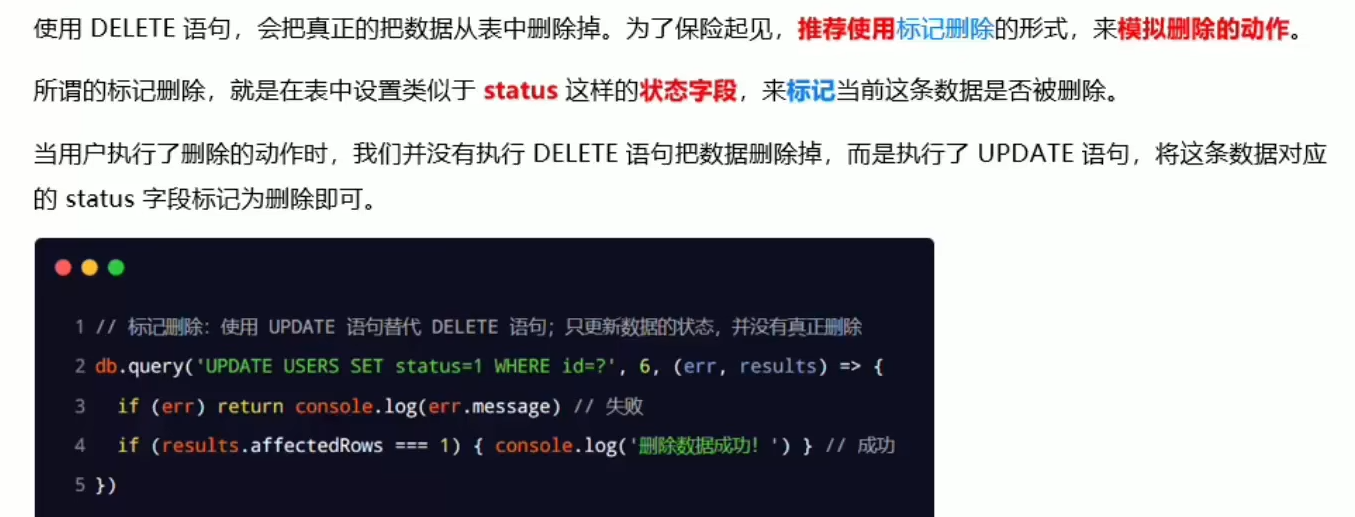 使用 DELETE 语句，会把真正的把数据从表中删除掉。为了保险起见，推荐使用标记删除的形式，来模拟删除的动作。
所谓的标记删除，就是在表中设置类似于 status 这样的状态字段，来标记当前这条数据是否被删除。
当用户执行了删除的动作时，我们并没有执行 DELETE 语句把数据删除掉，而是执行了 UPDATE 语句，将这条数据对应
的 status 字段标记为删除即可。
1 // 标记删除：使用 UPDATE 语句替代 DELETE 语句；只更新数据的状态，并没有真正删除
2 db.query('UPDATE USERS SET status=1 WHERE id=?', 6, (err, results) => {
3   if (err) return console.log(err.message) // 失败
4   if (results.affectedRows === 1) { console.log('删除数据成功！') } // 成功
5 })